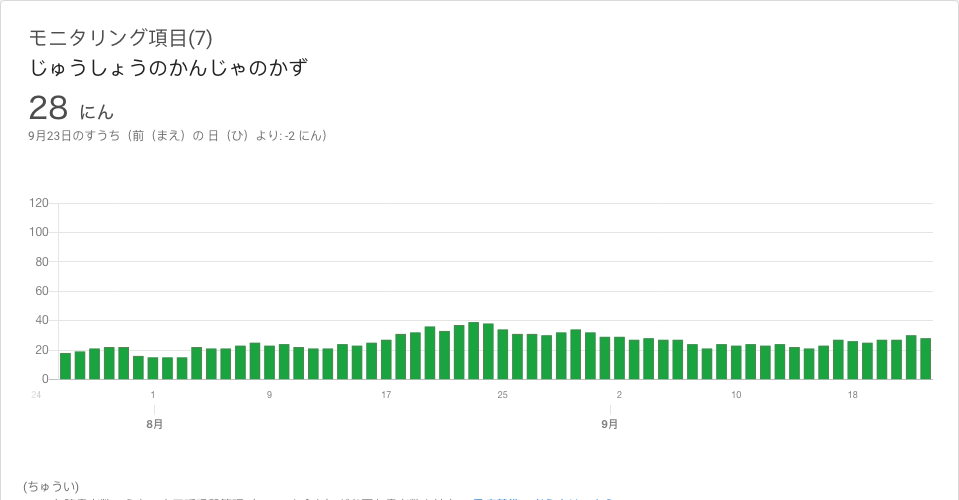 モニタリング項目(7)
じゅうしょうのかんじゃのかず
28 にん
9月23日のすうち（前（まえ）の 日（ひ）より: -2 にん）
120
100
80
60
40
20
0
24 1 9 17 25 2 10 18
8月 9月
(ちゅうい)